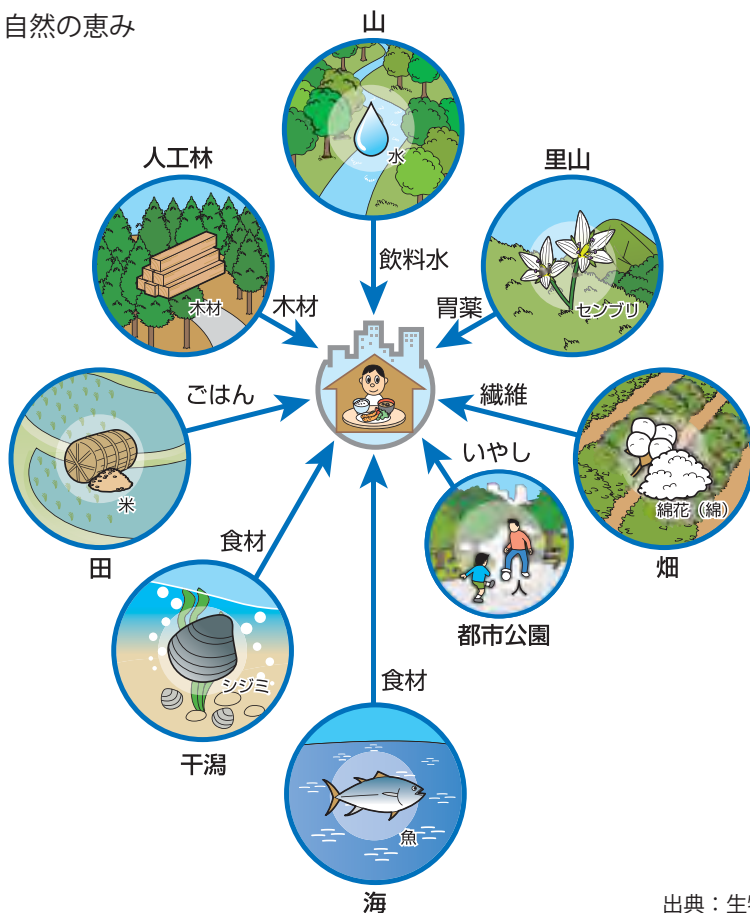 自然の恵み
山
水
飲料水
人工林
木材
木材
里山
センブリ
胃薬
ごはん
米
田
繊維
綿花（綿）
畑
いやし
人
都市公園
食材
シジミ
干潟
食材
魚
海
出典：生